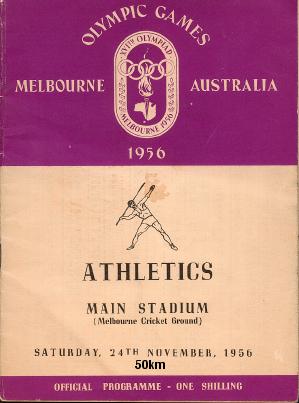 OLYMPIC GAMES
MELBOURNE AUSTRALIA
XVITH OLYMPIAD
MELBOURNE 1956
1956
ATHLETICS
MAIN STADIUM
(Melbourne Cricket Ground)
SATURDAY, 24TH NOVEMBER, 1956
50km
OFFICIAL PROGRAMME - ONE SHILLING